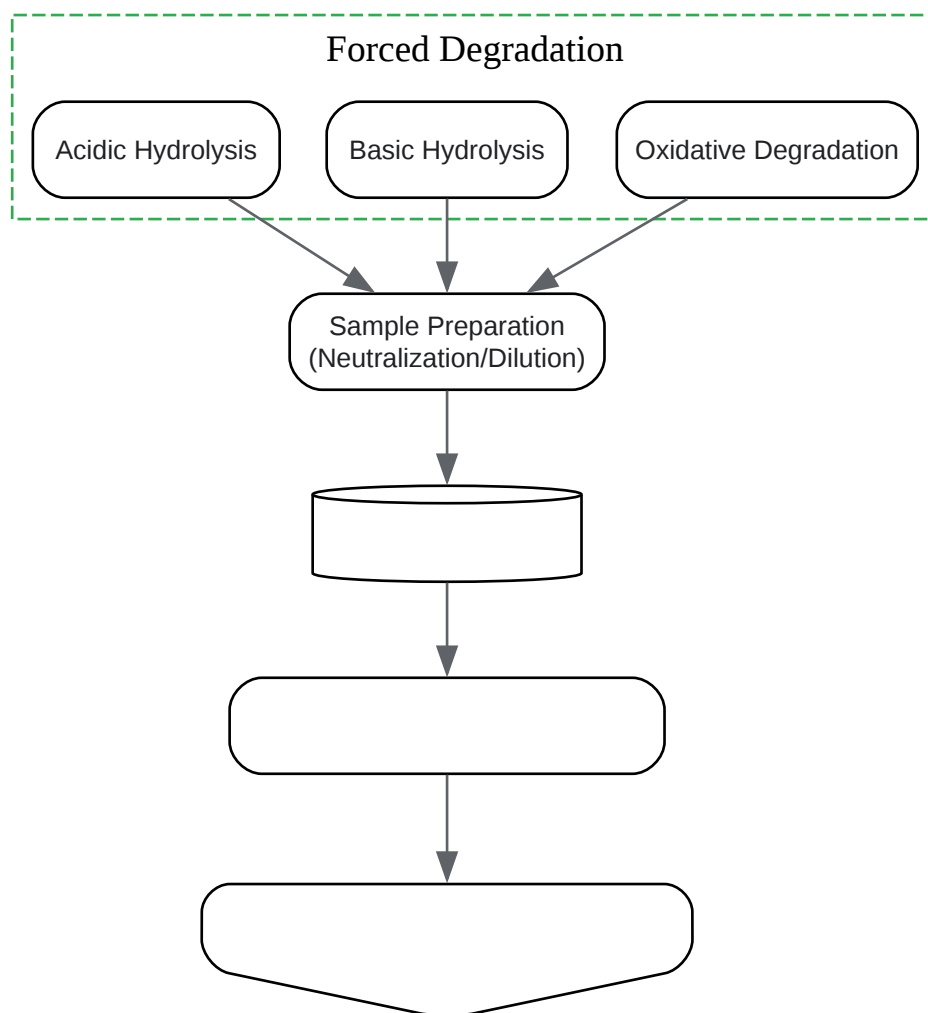 Forced Degradation
Acidic Hydrolysis
Basic Hydrolysis
Oxidative Degradation
Sample Preparation
(Neutralization/Dilution)